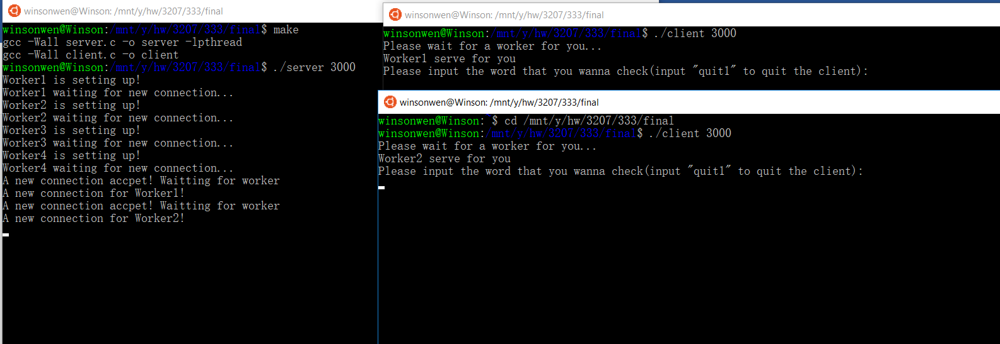 winsonwen@Winson: /mnt/y/hw/3207/333/final
winsonwen@Winson:/mnt/y/hw/3207/333/final$ make
gcc -Wall server.c -o server -lpthread
gcc -Wall client.c -o client
winsonwen@Winson:/mnt/y/hw/3207/333/final$ ./server 3000
Worker1 is setting up!
Worker1 waiting for new connection...
Worker2 is setting up!
Worker2 waiting for new connection...
Worker3 is setting up!
Worker3 waiting for new connection...
Worker4 is setting up!
Worker4 waiting for new connection...
A new connection accpet! Waitting for worker
A new connection for Worker1!
A new connection accpet! Waitting for worker
A new connection for Worker2!
winsonwen@Winson: /mnt/y/hw/3207/333/final
winsonwen@Winson:/mnt/y/hw/3207/333/final$ ./client 3000
Please wait for a worker for you...
Worker1 serve for you
Please input the word that you wanna check(input "quit1" to quit the client):
winsonwen@Winson: /mnt/y/hw/3207/333/final
winsonwen@Winson:~$ cd /mnt/y/hw/3207/333/final
winsonwen@Winson:/mnt/y/hw/3207/333/final$ ./client 3000
Please wait for a worker for you...
Worker2 serve for you
Please input the word that you wanna check(input "quit1" to quit the client):